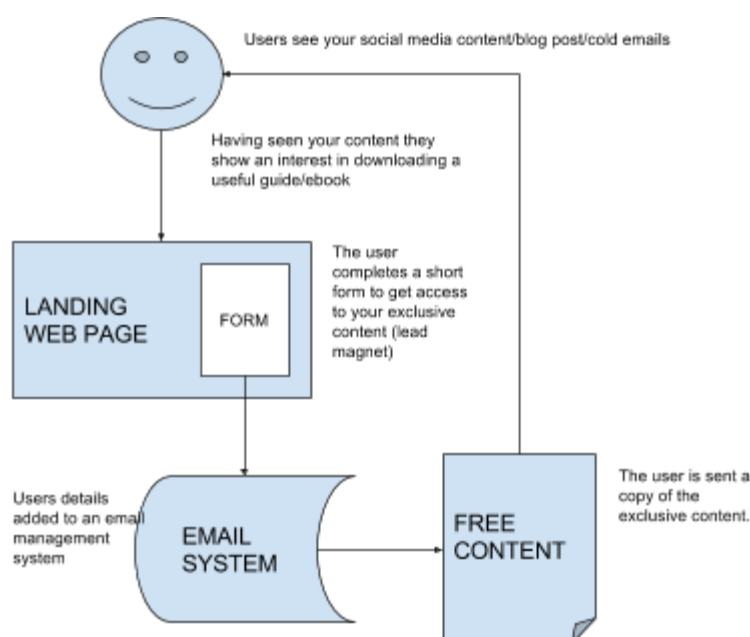 Users see your social media content/blog post/cold emails
Having seen your content they
show an interest in downloading a
useful guide/ebook
The user
completes a short
form to get access
to your exclusive
content (lead
magnet)
LANDING
WEB PAGE
FORM
Users details
added to an email
management
system
EMAIL
SYSTEM
FREE
CONTENT
The user is sent a
copy of the
exclusive content.